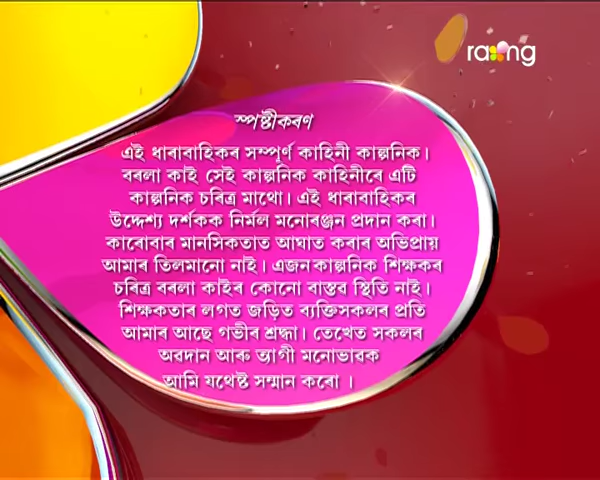 rang
স্পষ্টীকৰণ
এই ধাৰাবাহিকৰ সম্পূৰ্ণ কাহিনী কাল্পনিক।
বৰলা কাই সেই কাল্পনিক কাহিনীৰে এটি
কাল্পনিক চৰিত্ৰ মাথো। এই ধাৰাবাহিকৰ
উদ্দেশ্য দৰ্শকক নিৰ্মল মনোৰঞ্জন প্ৰদান কৰা।
কাৰোবাৰ মানসিকতাত আঘাত কৰাৰ অভিপ্ৰায়
আমাৰ তিলমানো নাই। এজন কাল্পনিক শিক্ষকৰ
চৰিত্ৰ বৰলা কাইৰ কোনো বাস্তৱ স্থিতি নাই।
শিক্ষকতাৰ লগত জড়িত ব্যক্তিসকলৰ প্ৰতি
আমাৰ আছে গভীৰ শ্ৰদ্ধা। তেখেত সকলৰ
অৱদান আৰু ত্যাগী মনোভাৱক
আমি যথেষ্ট সন্মান কৰো ।